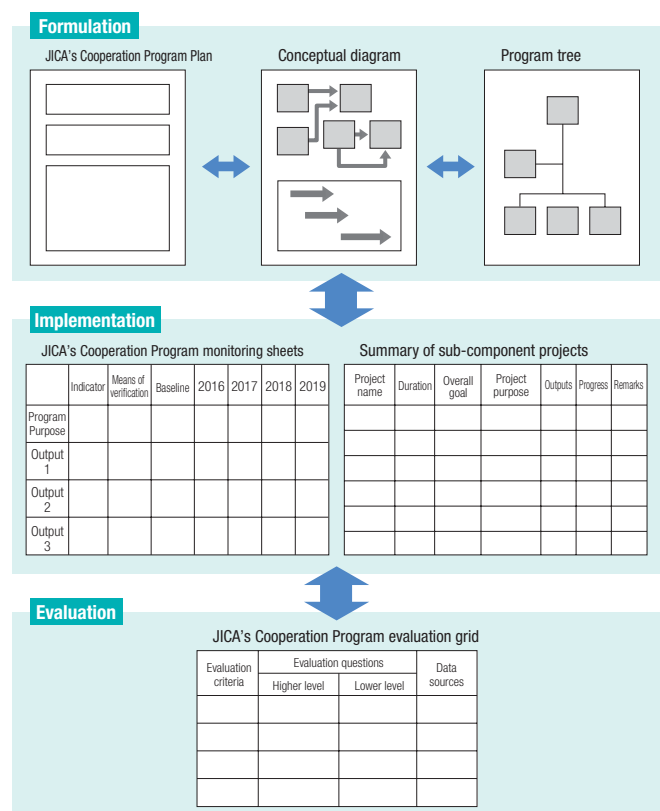 Formulation
JICA's Cooperation Program Plan
Conceptual diagram
Program tree
Implementation
JICA's Cooperation Program monitoring sheets
Indicator
Means of
verification
Baseline
2016
2017
2018
2019
Program
Purpose
Output
1
Output
2
Output
3
Summary of sub-component projects
Project
name
Duration
Overall
goal
Project
purpose
Outputs
Progress
Remarks
Evaluation
JICA's Cooperation Program evaluation grid
Evaluation
criteria
Evaluation questions
Higher level
Lower level
Data
sources